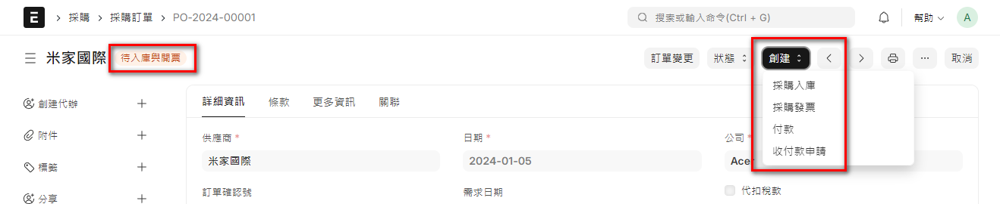 E 採購 採購訂單 PO-2024-00001 搜索或輸入命令(Ctrl + G) 幫助 A
米家國際 待入庫與開票 訂單變更 狀態 創建 ... 取消
採購入庫
採購發票
付款
收付款申請
創建代辦
附件
標籤
分享
詳細資訊 條款 更多資訊 關聯
供應商 * 日期 * 公司 *
米家國際 2024-01-05 Acer
訂單確認號 需求日期 代扣稅款